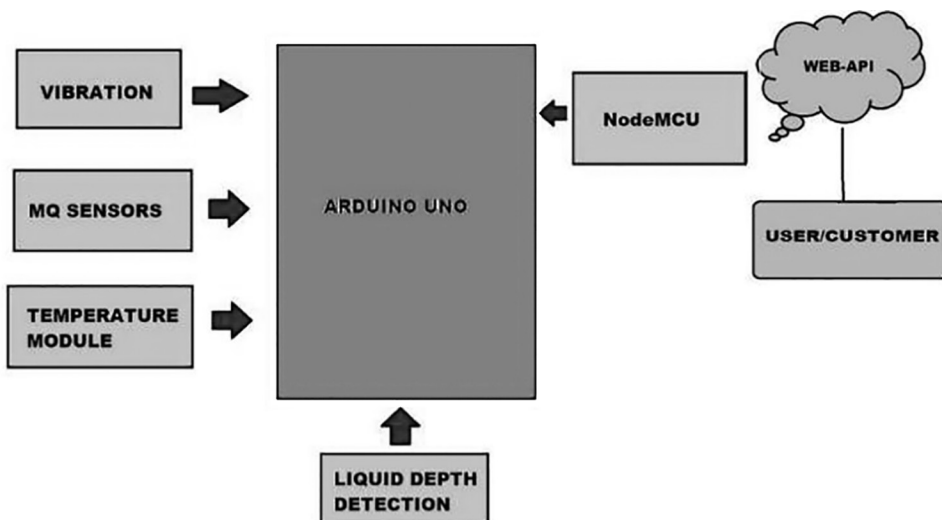 VIBRATION
MQ SENSORS
TEMPERATURE
MODULE
ARDUINO UNO
LIQUID DEPTH
DETECTION
NodeMCU
WEB-API
USER/CUSTOMER